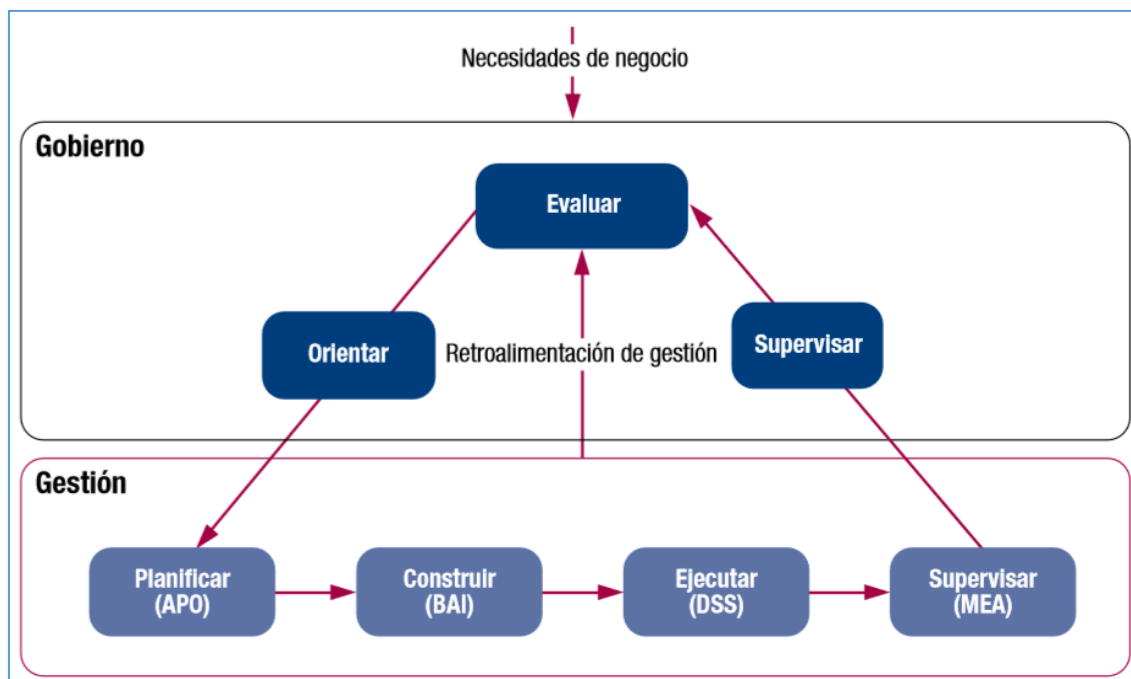 Necesidades de negocio
Gobierno
Evaluar
Orientar
Retroalimentación de gestión
Supervisar
Gestión
Planificar
(APO)
Construir
(BAI)
Ejecutar
(DSS)
Supervisar
(MEA)